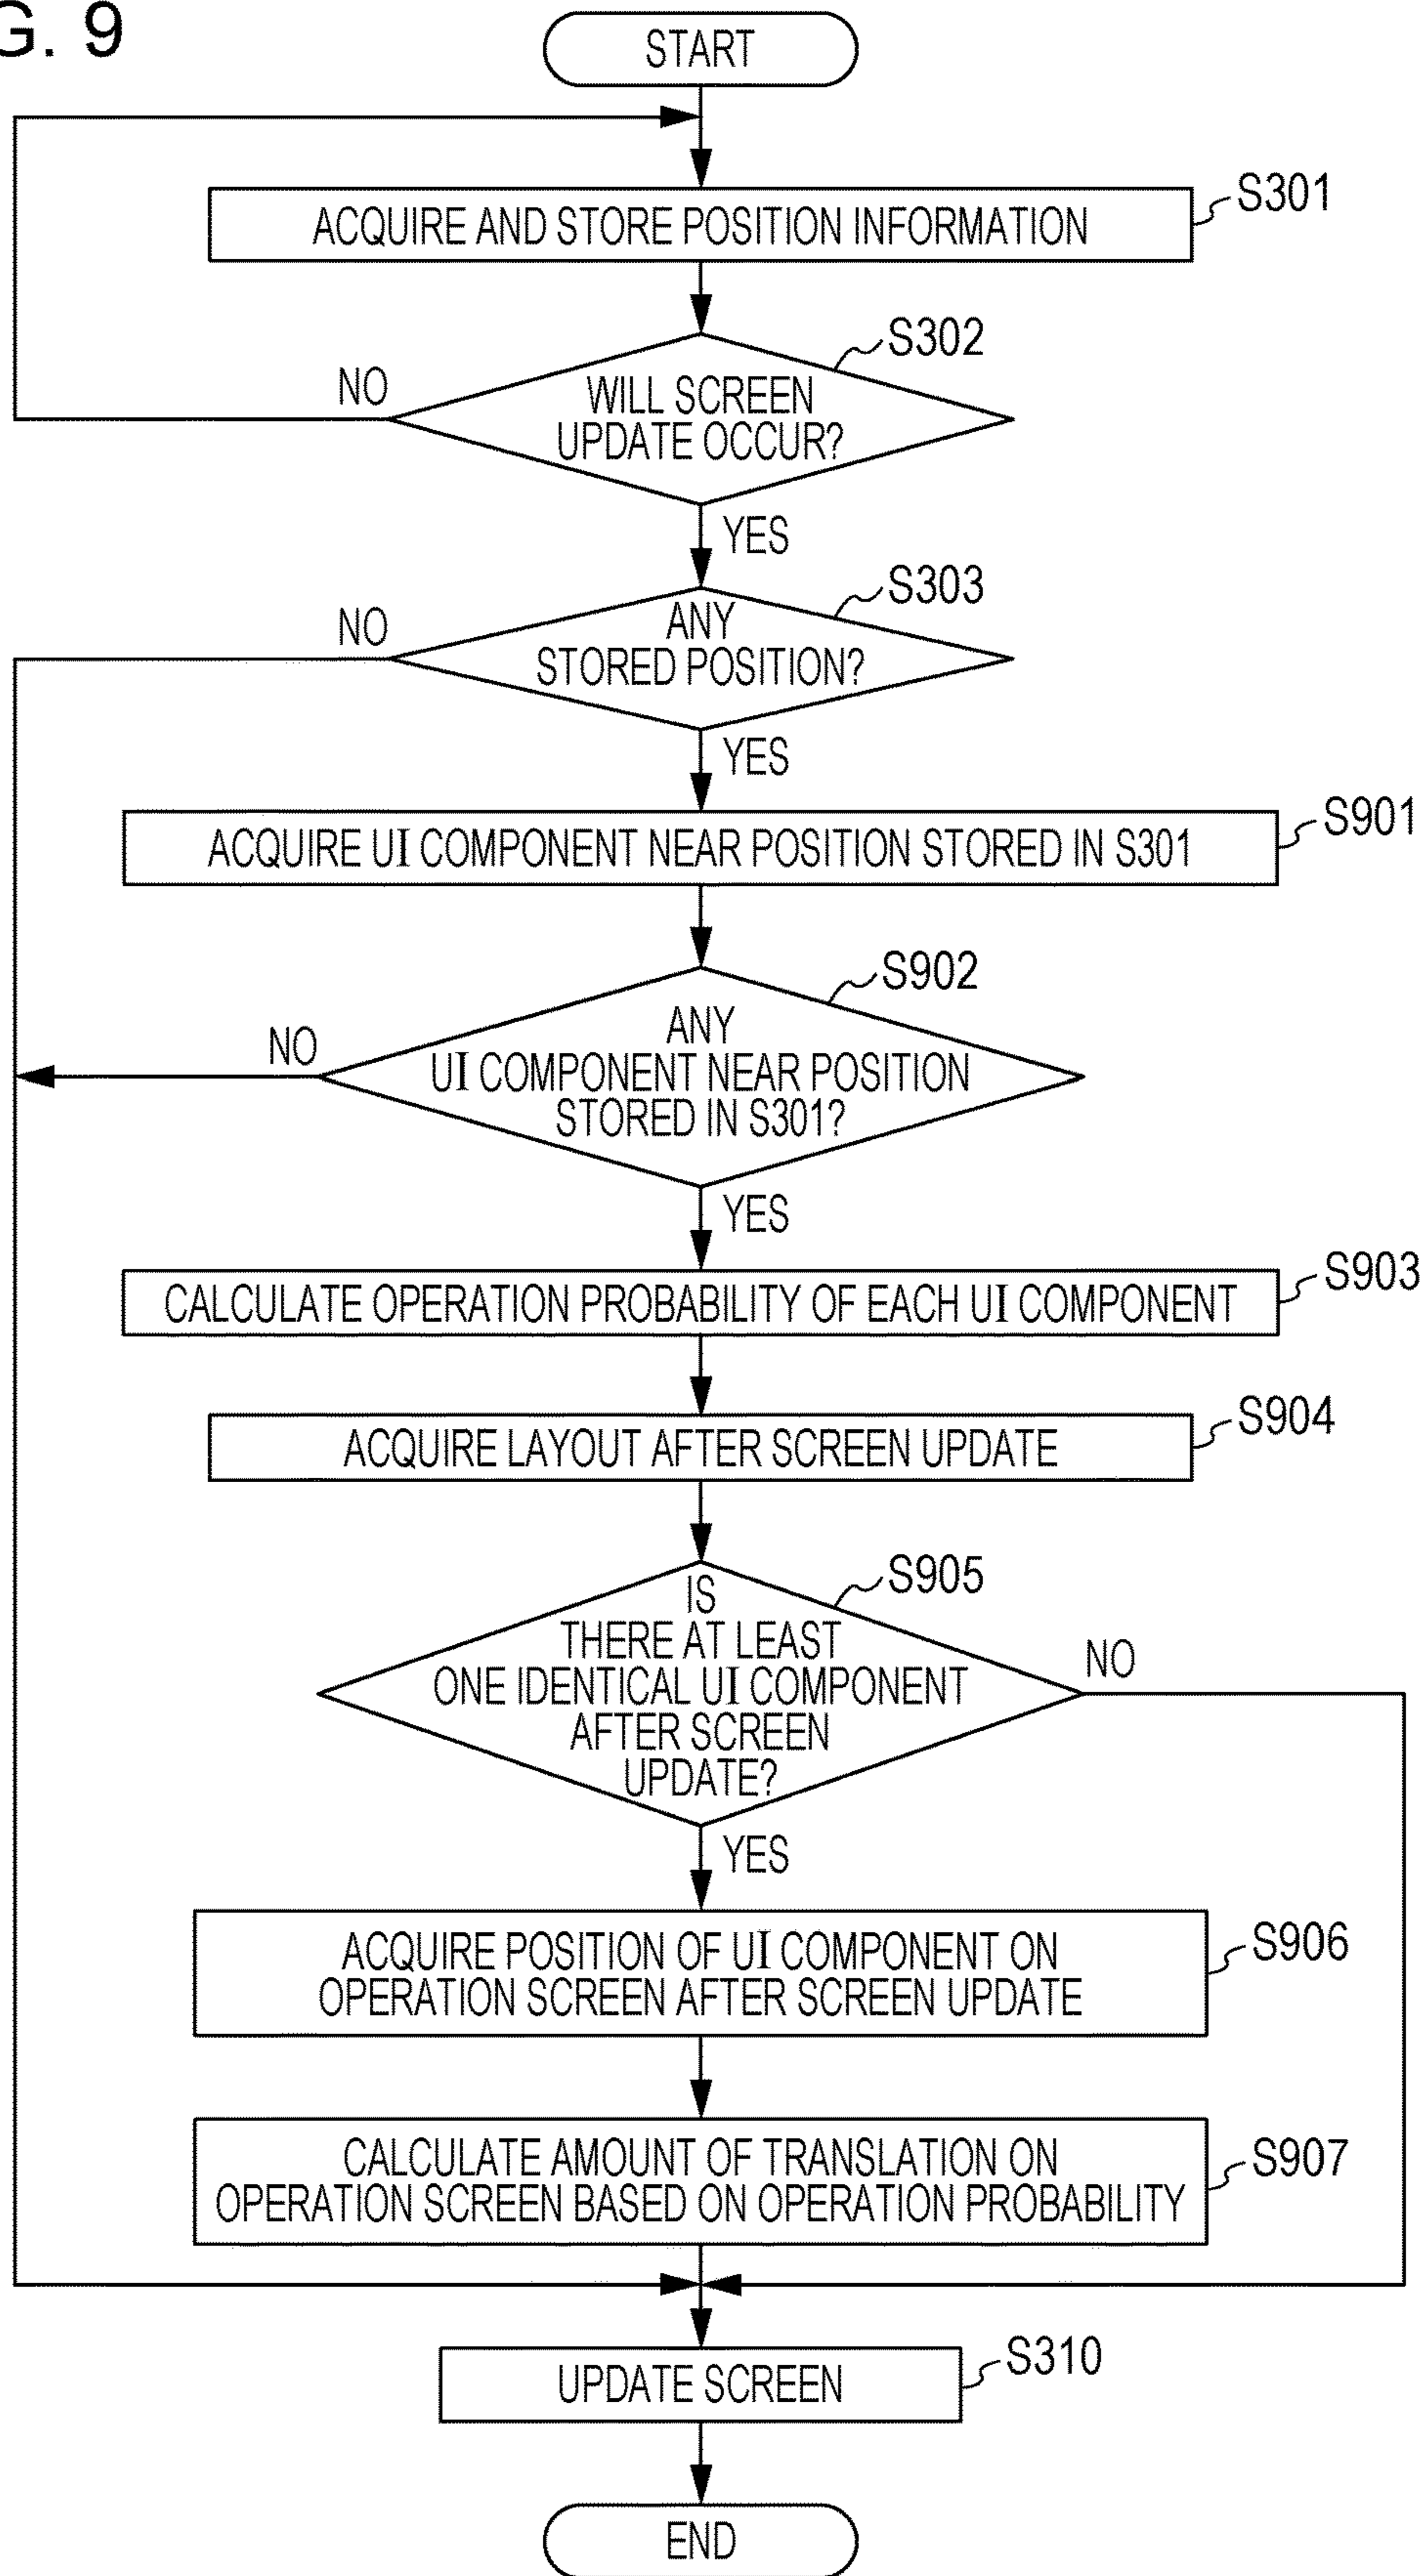 G. 9
START
ACQUIRE AND STORE POSITION INFORMATION
S301
S302
NO
WILL SCREEN
UPDATE OCCUR?
YES
S303
NO
ANY
STORED POSITION?
YES
S901
ACQUIRE UI COMPONENT NEAR POSITION STORED IN S301
S902
NO
ANY
UI COMPONENT NEAR POSITION
STORED IN S301?
YES
S903
CALCULATE OPERATION PROBABILITY OF EACH UI COMPONENT
S904
ACQUIRE LAYOUT AFTER SCREEN UPDATE
S905
IS
THERE AT LEAST
ONE IDENTICAL UI COMPONENT
AFTER SCREEN
UPDATE?
NO
YES
S906
ACQUIRE POSITION OF UI COMPONENT ON
OPERATION SCREEN AFTER SCREEN UPDATE
S907
CALCULATE AMOUNT OF TRANSLATION ON
OPERATION SCREEN BASED ON OPERATION PROBABILITY
S310
UPDATE SCREEN
END